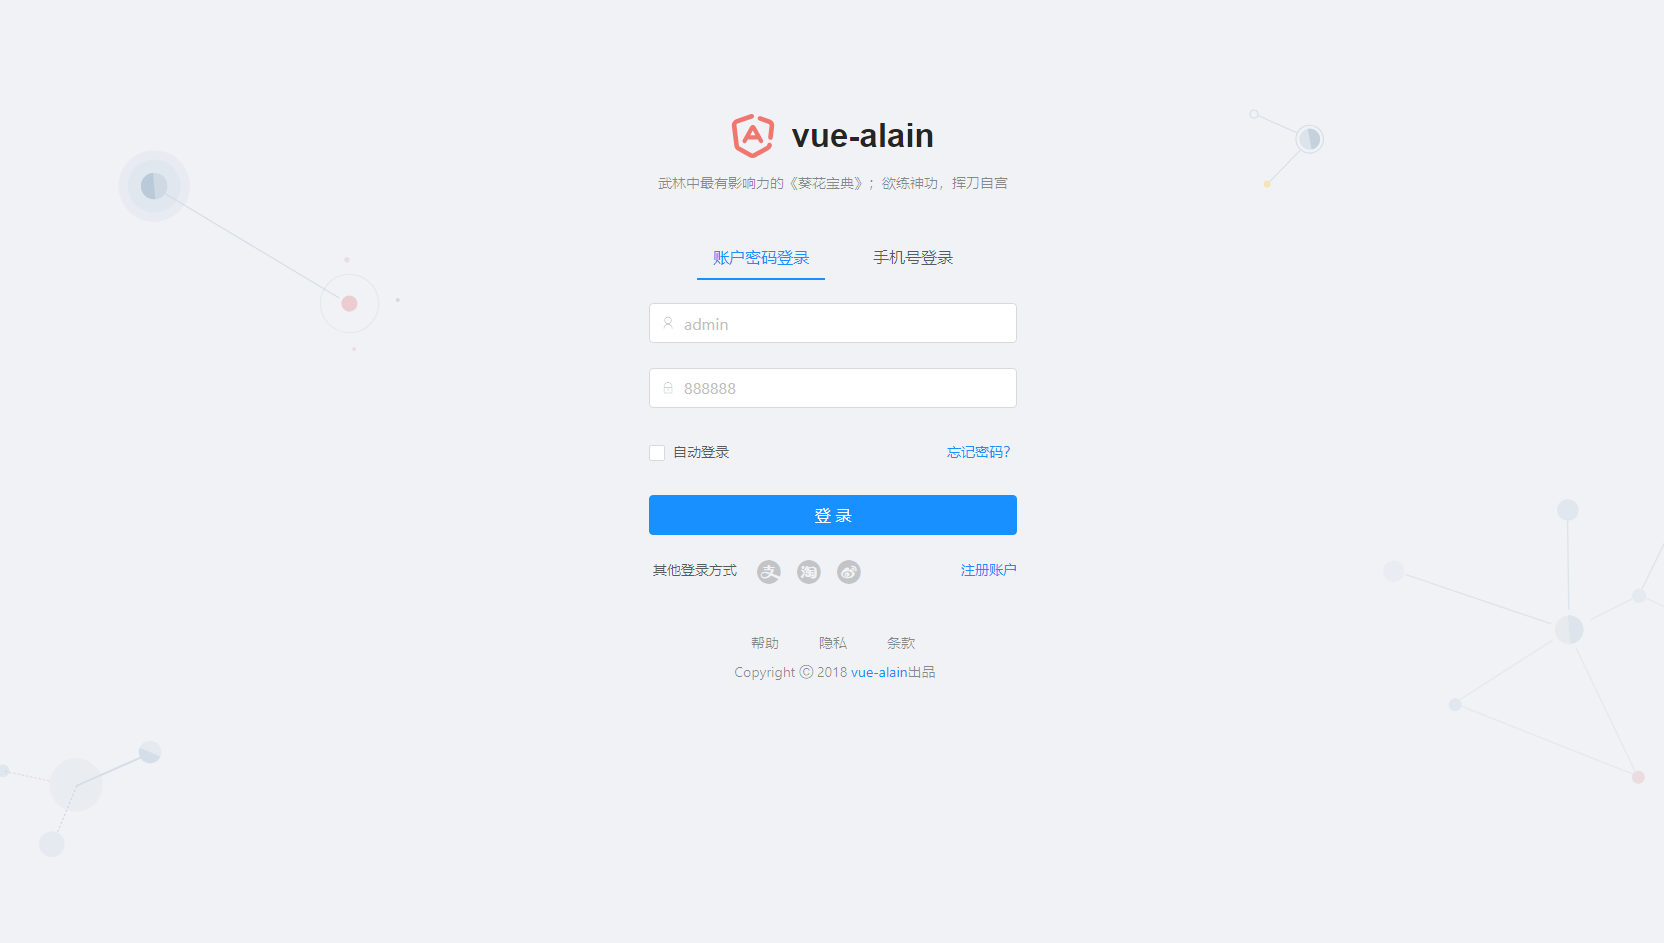 vue-alain
武林中最有影响力的《葵花宝典》；欲练神功，挥刀自宫
账户密码登录 手机号登录
admin
888888
自动登录 忘记密码？
登 录
其他登录方式 支 淘 注册账户
帮助 隐私 条款
Copyright © 2018 vue-alain出品